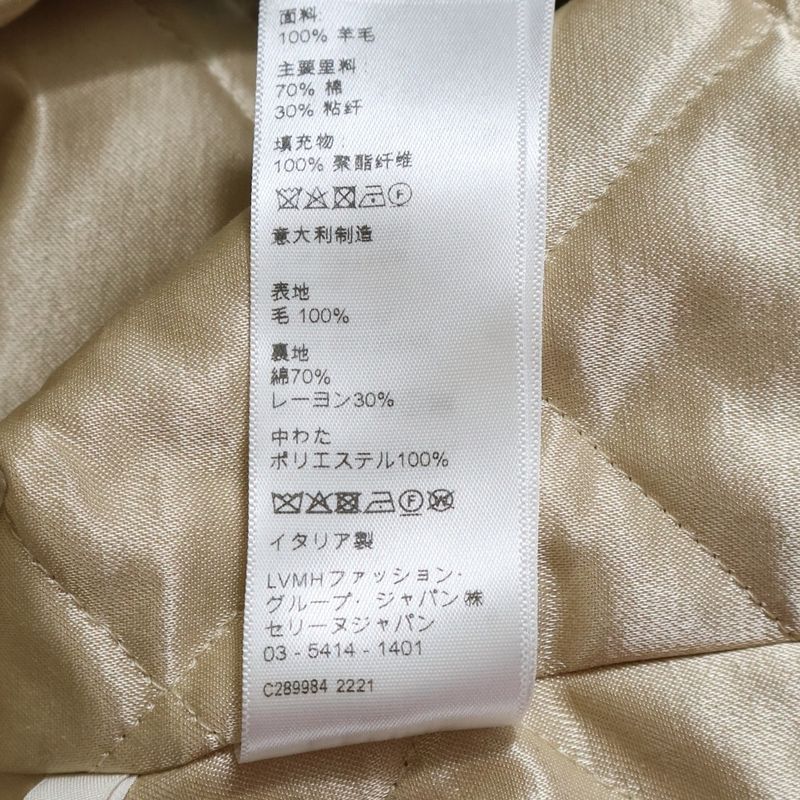 面料:
100% 羊毛
主要里料:
70% 棉
30% 粘纤
填充物:
100% 聚酯纤维
意大利制造
表地
毛 100%
裏地
綿70%
レーヨン30%
中わた
ポリエステル100%
イタリア製
LVMHファッション・
グループ・ジャパン㈱
セリーヌジャパン
03 - 5414 - 1401
C289984 2221